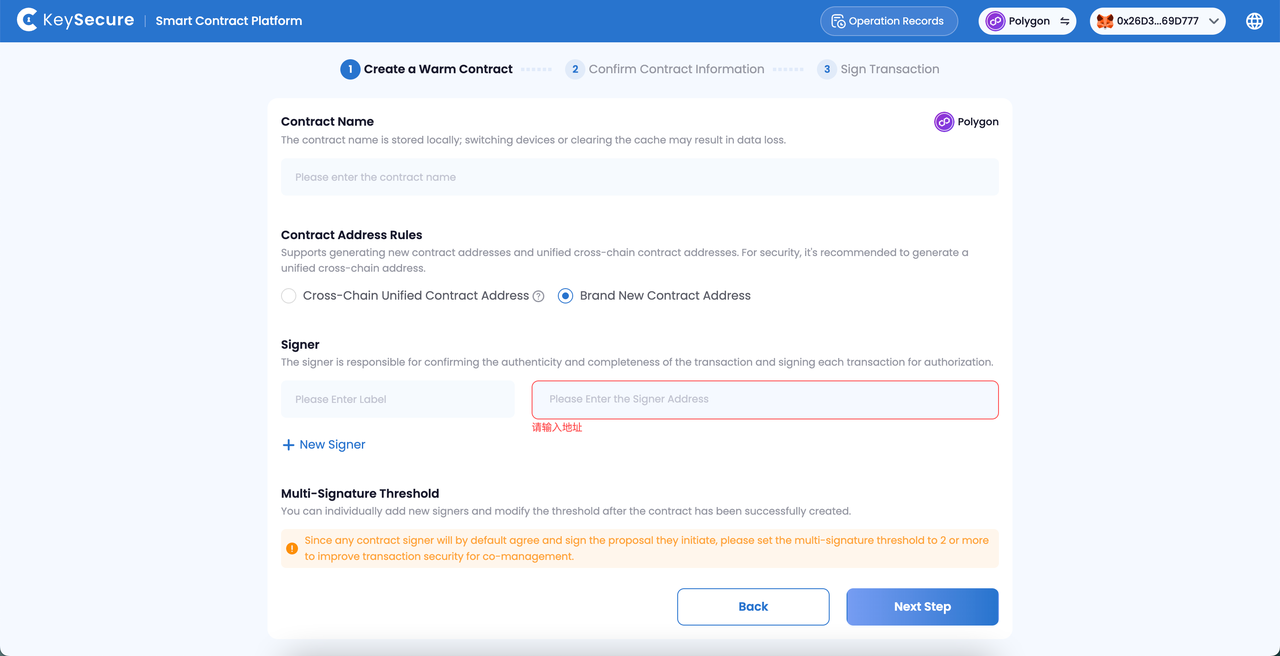 KeySecure | Smart Contract Platform
Operation Records
Polygon
0x26D3...69D777
1 Create a Warm Contract
2 Confirm Contract Information
3 Sign Transaction
Contract Name
Polygon
The contract name is stored locally; switching devices or clearing the cache may result in data loss.
Please enter the contract name
Contract Address Rules
Supports generating new contract addresses and unified cross-chain contract addresses. For security, it's recommended to generate a
unified cross-chain address.
Cross-Chain Unified Contract Address ?
Brand New Contract Address
Signer
The signer is responsible for confirming the authenticity and completeness of the transaction and signing each transaction for authorization.
Please Enter Label
Please Enter the Signer Address
请输入地址
+ New Signer
Multi-Signature Threshold
You can individually add new signers and modify the threshold after the contract has been successfully created.
Since any contract signer will by default agree and sign the proposal they initiate, please set the multi-signature threshold to 2 or more
to improve transaction security for co-management.
Back
Next Step